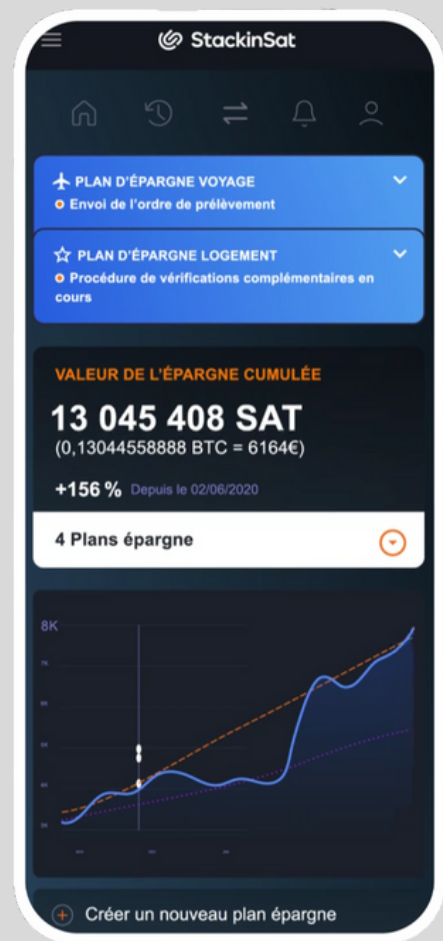 StackinSat
PLAN D'ÉPARGNE VOYAGE
Envoi de l'ordre de prélèvement
PLAN D'ÉPARGNE LOGEMENT
Procédure de vérifications complémentaires en
cours
VALEUR DE L'ÉPARGNE CUMULÉE
13 045 408 SAT
(0,13044558888 BTC = 6164€)
+156 % Depuis le 02/06/2020
4 Plans épargne
8K
Créer un nouveau plan épargne